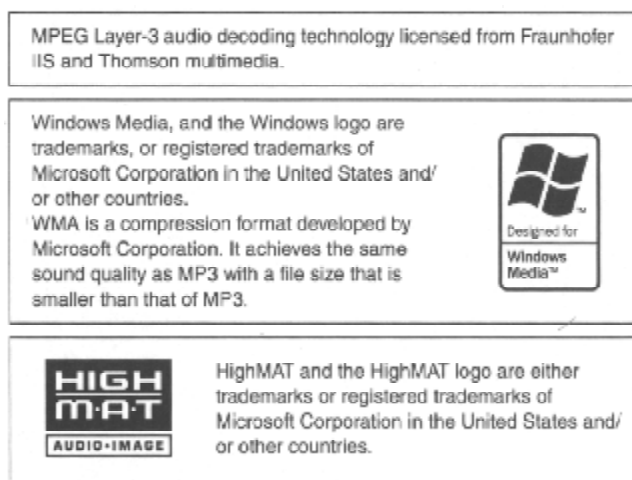 MPEG Layer-3 audio decoding technology licensed from Fraunhofer
IIS and Thomson multimedia.
Windows Media, and the Windows logo are
trademarks, or registered trademarks of
Microsoft Corporation in the United States and/
or other countries.
WMA is a compression format developed by
Microsoft Corporation. It achieves the same
sound quality as MP3 with a file size that is
smaller than that of MP3.
™
Designed for
Windows
Media™
HIGH
M·A·T
AUDIO•IMAGE
HighMAT and the HighMAT logo are either
trademarks or registered trademarks of
Microsoft Corporation in the United States and/
or other countries.